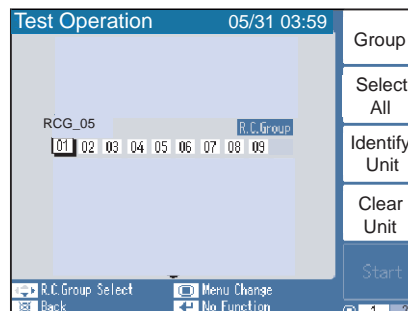 Test Operation 05/31 03:59
Group
Select
All
Identify
Unit
Clear
Unit
Start
RCG_05
R.C.Group
01 02 03 04 05 06 07 08 09
R.C.Group Select Menu Change
Back No Function
1 2